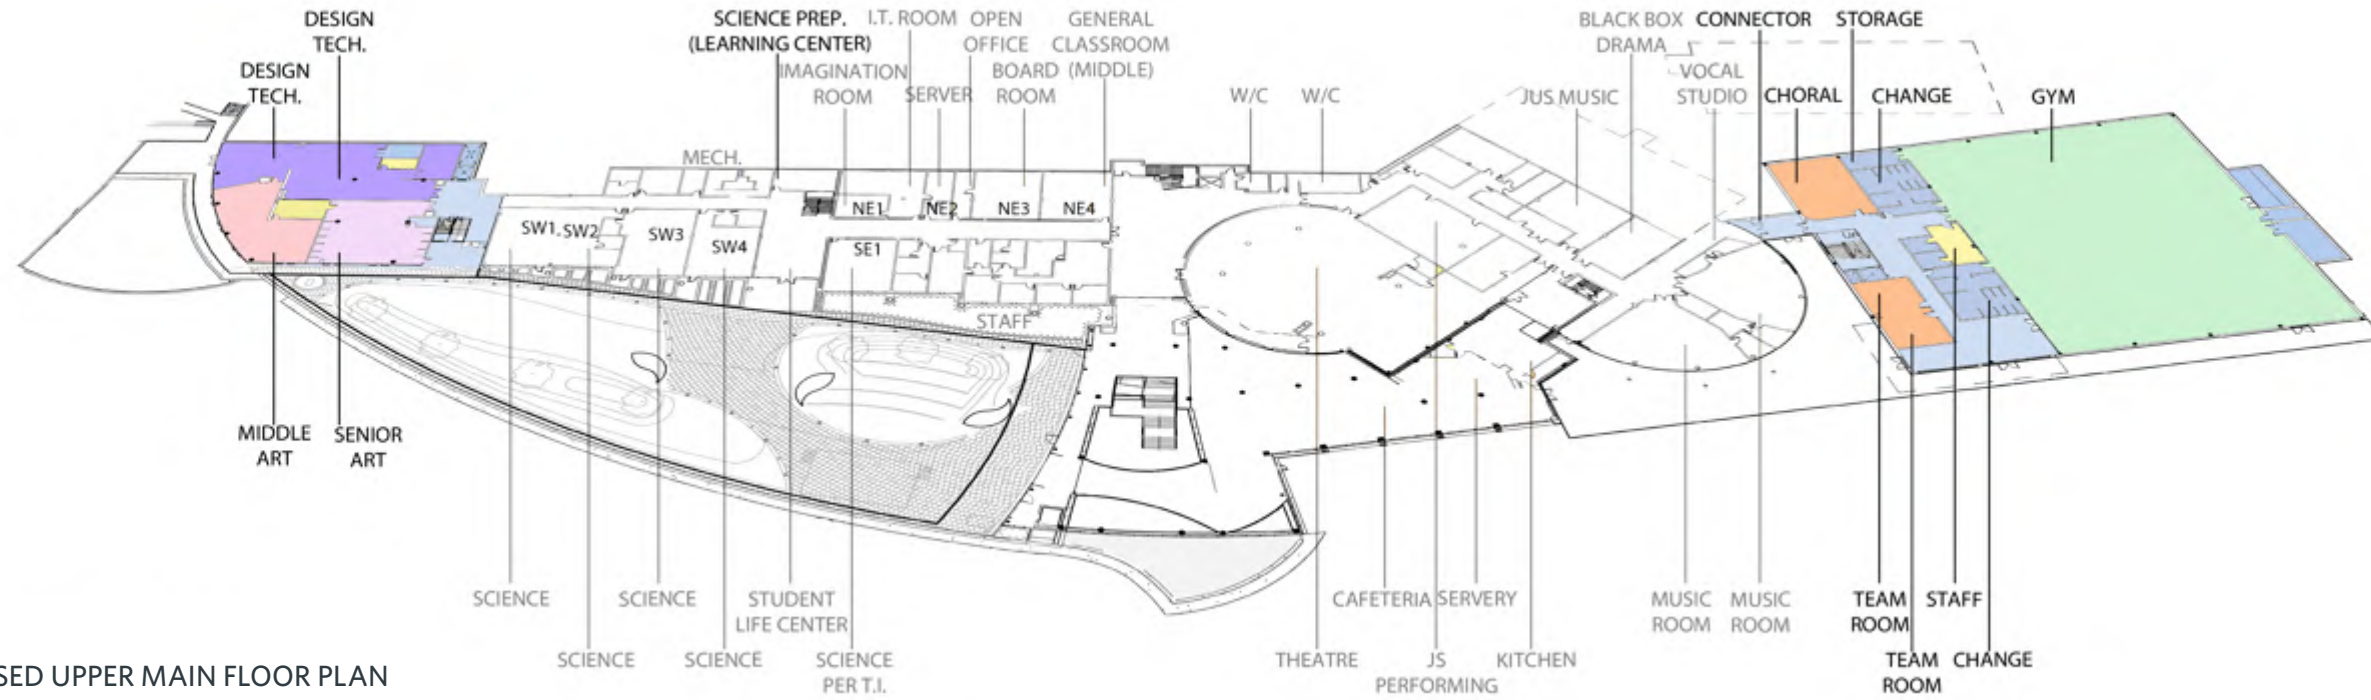 DESIGN
TECH.
DESIGN
TECH.
SCIENCE PREP.
(LEARNING CENTER)
IMAGINATION
ROOM
I.T. ROOM
SERVER
OPEN
OFFICE
BOARD
ROOM
GENERAL
CLASSROOM
(MIDDLE)
W/C
W/C
JUS MUSIC
BLACK BOX
DRAMA
VOCAL
STUDIO
CONNECTOR
CHORAL
STORAGE
CHANGE
GYM
MECH.
NE1
NE2
NE3
NE4
SW1
SW2
SW3
SW4
SE1
STAFF
MIDDLE
ART
SENIOR
ART
SCIENCE
SCIENCE
SCIENCE
SCIENCE
STUDENT
LIFE CENTER
SCIENCE
PER T.I.
THEATRE
CAFETERIA
JS
PERFORMING
SERVERY
KITCHEN
MUSIC
ROOM
MUSIC
ROOM
TEAM
ROOM
TEAM
ROOM
STAFF
CHANGE
SED UPPER MAIN FLOOR PLAN